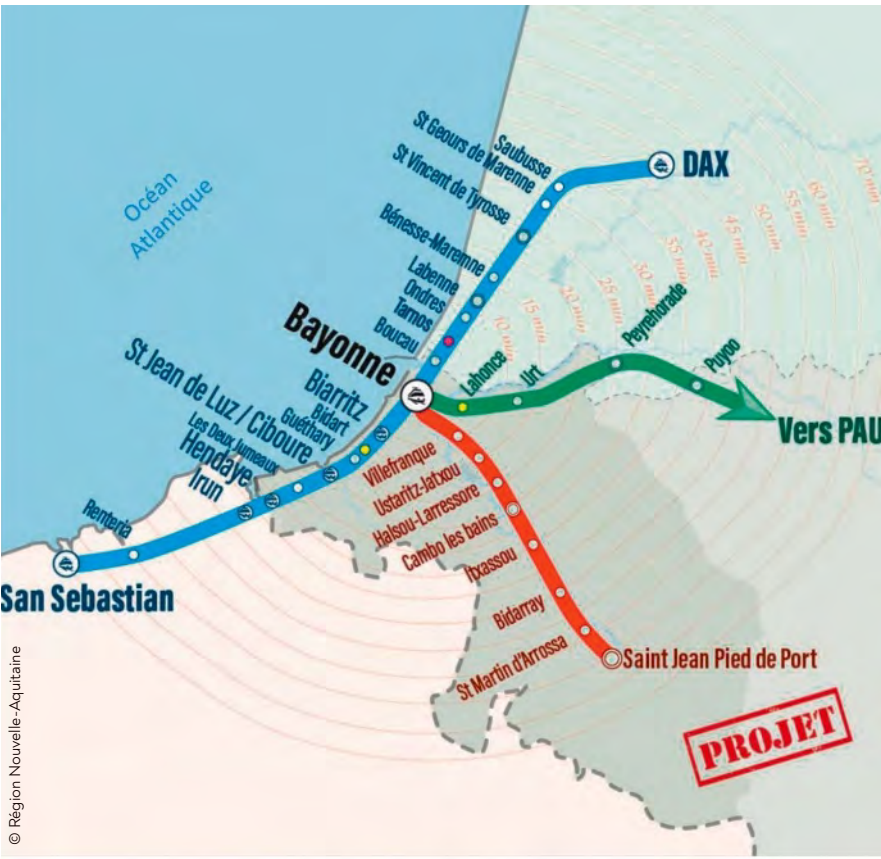 Océan
Atlantique
Saubusse
St Geours de Marenne
St Vincent de Tyrosse
Bénesse-Maremne
Labenne
Ondres
Tarnos
Boucau
DAX
10 min
15 min
20 min
25 min
30 min
35 min
40 min
45 min
50 min
55 min
60 min
70 min
Bayonne
Lahonce
Urt
Peyrehorade
Puyoo
Vers PAU
Biarritz
Bidart
Guéthary
St Jean de Luz / Ciboure
Les Deux Jumeaux
Hendaye
Irun
Renteria
San Sebastian
Villefranque
Ustaritz-Jatxou
Halsou-Larressore
Cambo les bains
Itxassou
Bidarray
St Martin d'Arrossa
Saint Jean Pied de Port
PROJET
© Région Nouvelle-Aquitaine